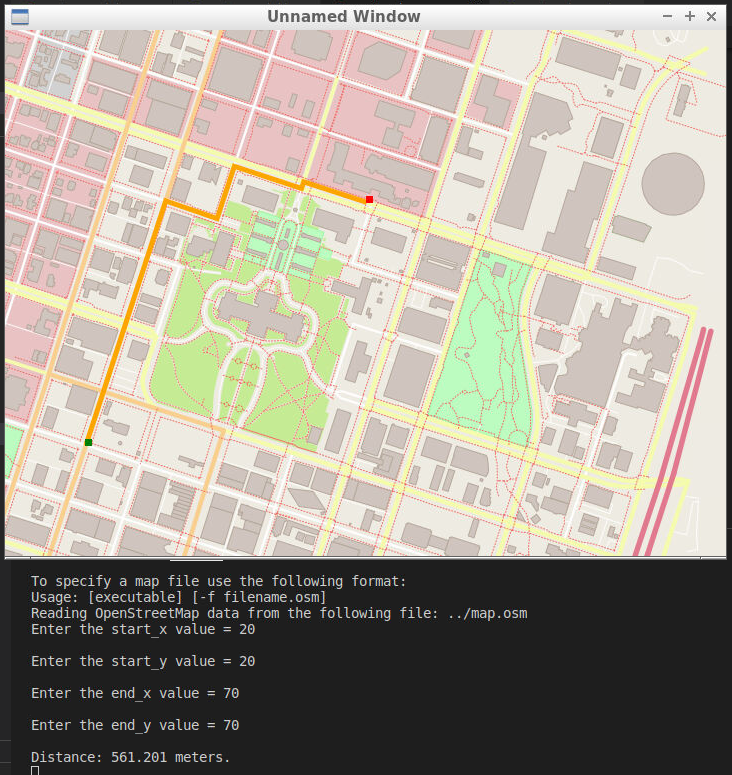 Unnamed Window
To specify a map file use the following format:
Usage: [executable] [-f filename.osm]
Reading OpenStreetMap data from the following file: ../map.osm
Enter the start_x value = 20
Enter the start_y value = 20
Enter the end_x value = 70
Enter the end_y value = 70
Distance: 561.201 meters.